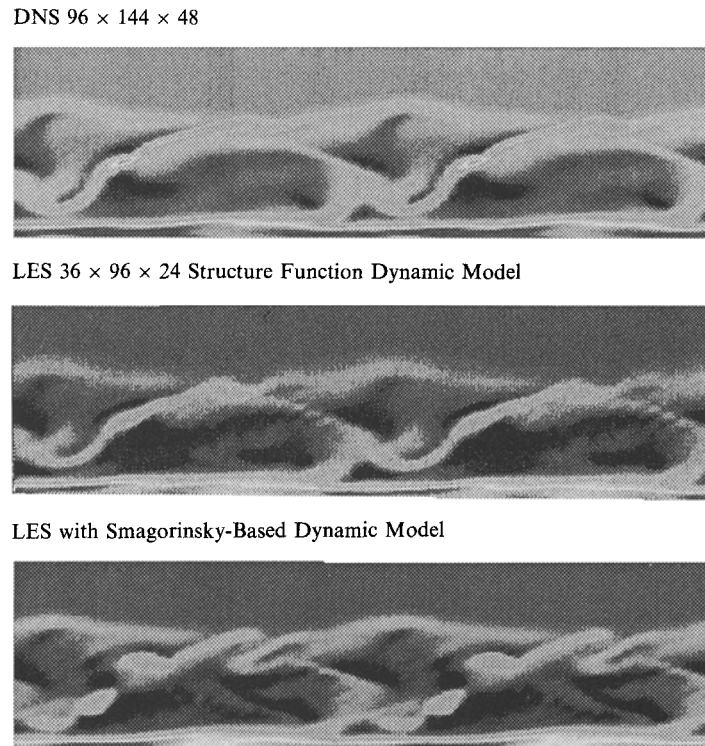 DNS 96 × 144 × 48
LES 36 × 96 × 24 Structure Function Dynamic Model
LES with Smagorinsky-Based Dynamic Model